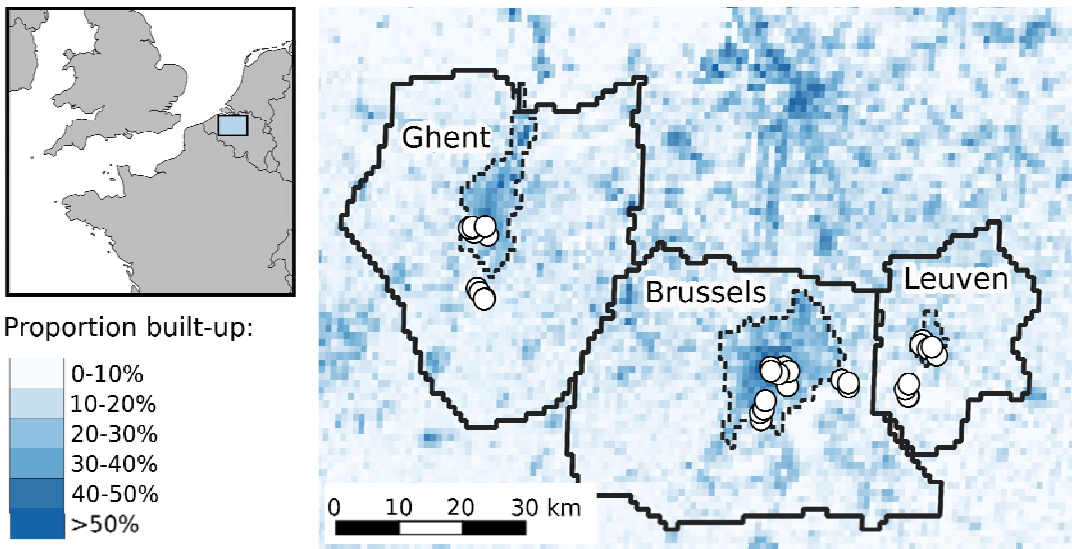 Ghent
Brussels
Leuven
Proportion built-up:
0-10%
10-20%
20-30%
30-40%
40-50%
>50%
0 10 20 30 km